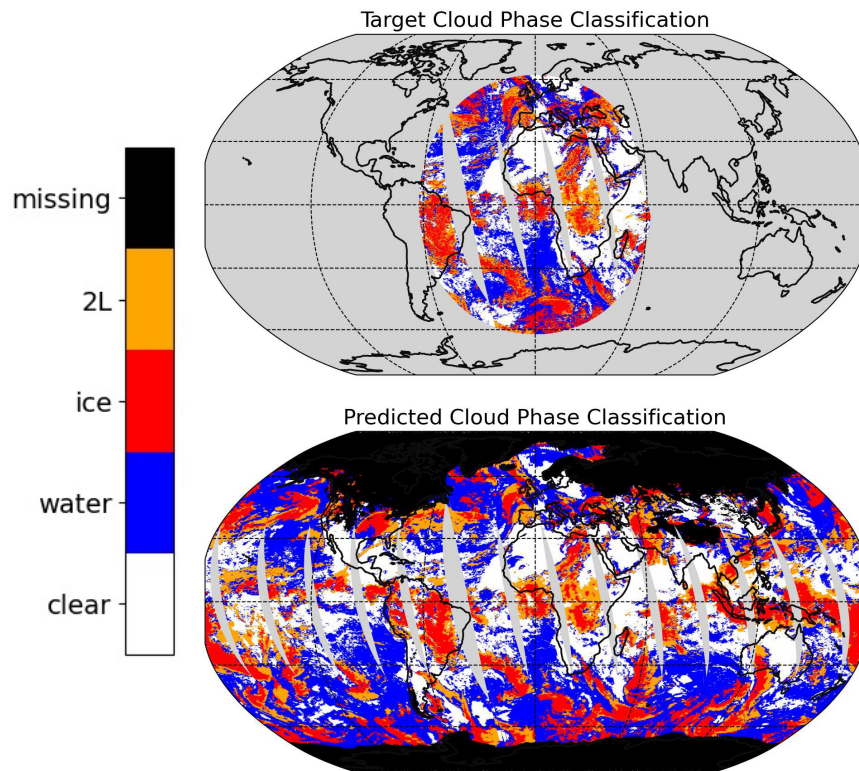 Target Cloud Phase Classification
missing
2L
ice
water
clear
Predicted Cloud Phase Classification